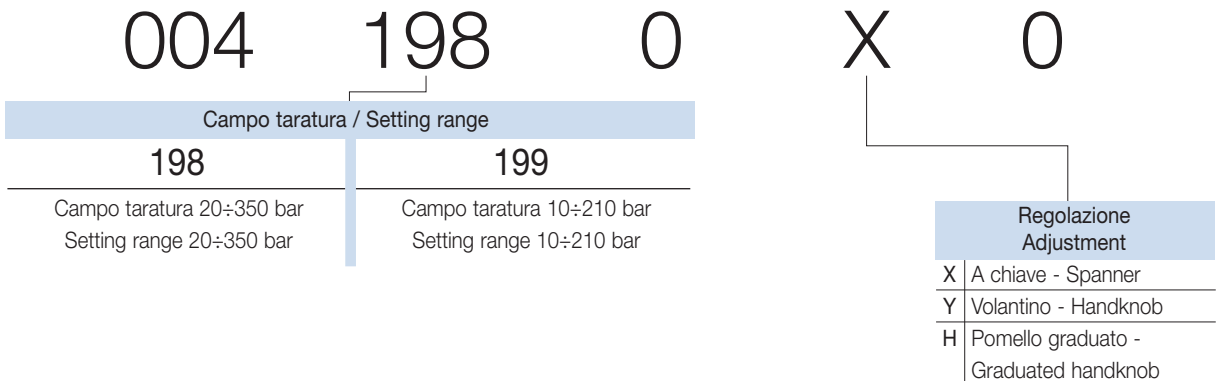 004 198 0 X 0
Campo taratura / Setting range
198 199
Campo taratura 20÷350 bar
Setting range 20÷350 bar
Campo taratura 10÷210 bar
Setting range 10÷210 bar
Regolazione
Adjustment
X A chiave - Spanner
Y Volantino - Handknob
H Pomello graduato -
Graduated handknob